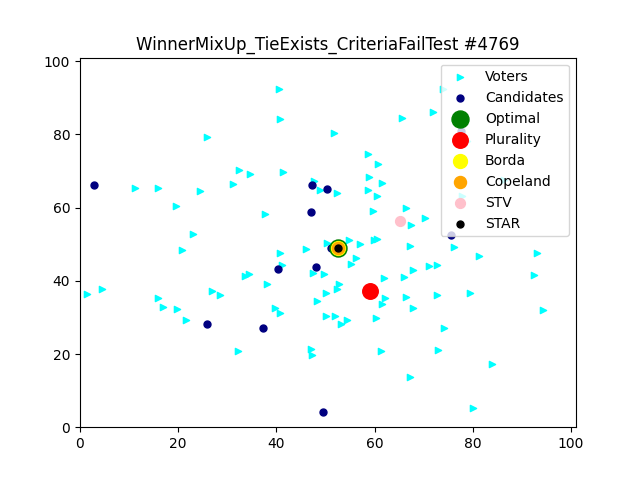 WinnerMixUp_TieExists_CriteriaFailTest #4769
100
80
60
40
20
0
0 20 40 60 80 100
Voters
Candidates
Optimal
Plurality
Borda
Copeland
STV
STAR